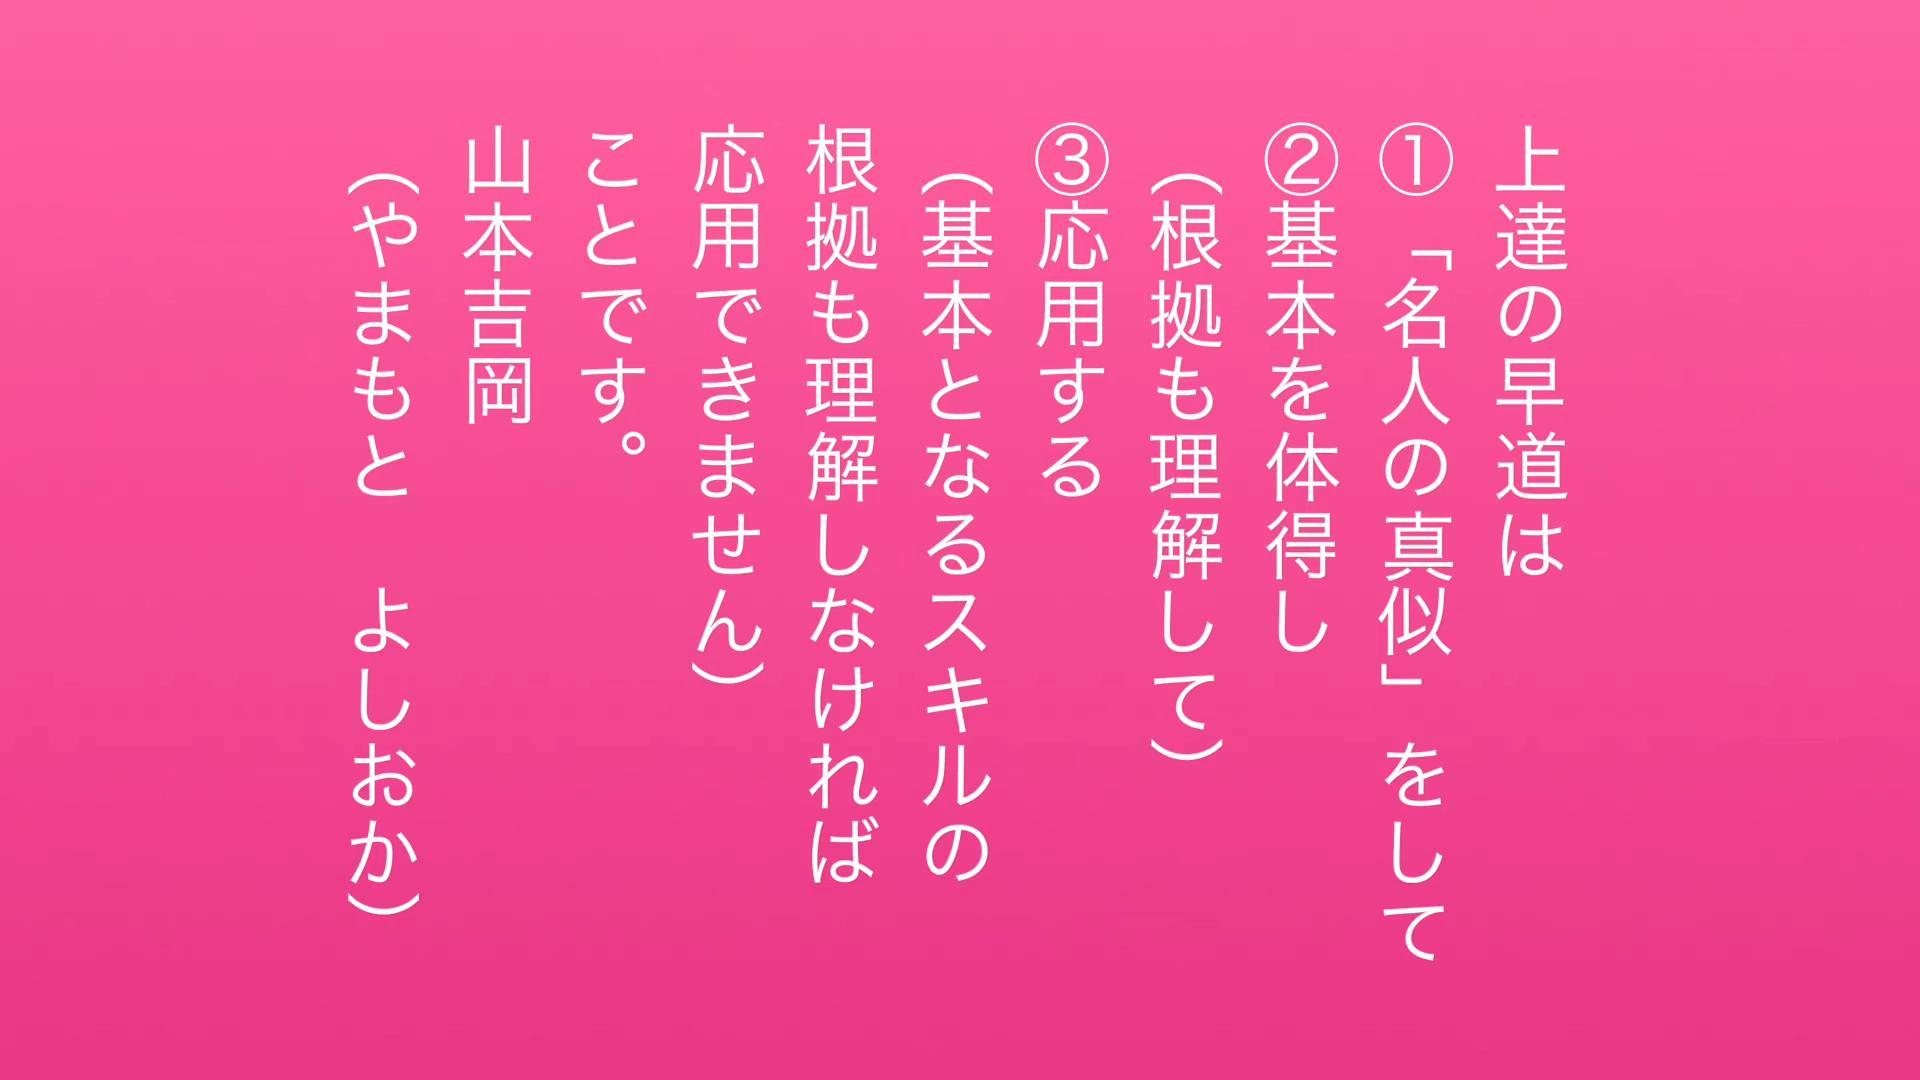 上達の早道は
①「名人の真似」をして
②基本を体得し
（根拠も理解して）
③応用する
（基本となるスキルの
根拠も理解しなければ
応用できません）
ことです。
山本吉岡
（やまもと　よしおか）